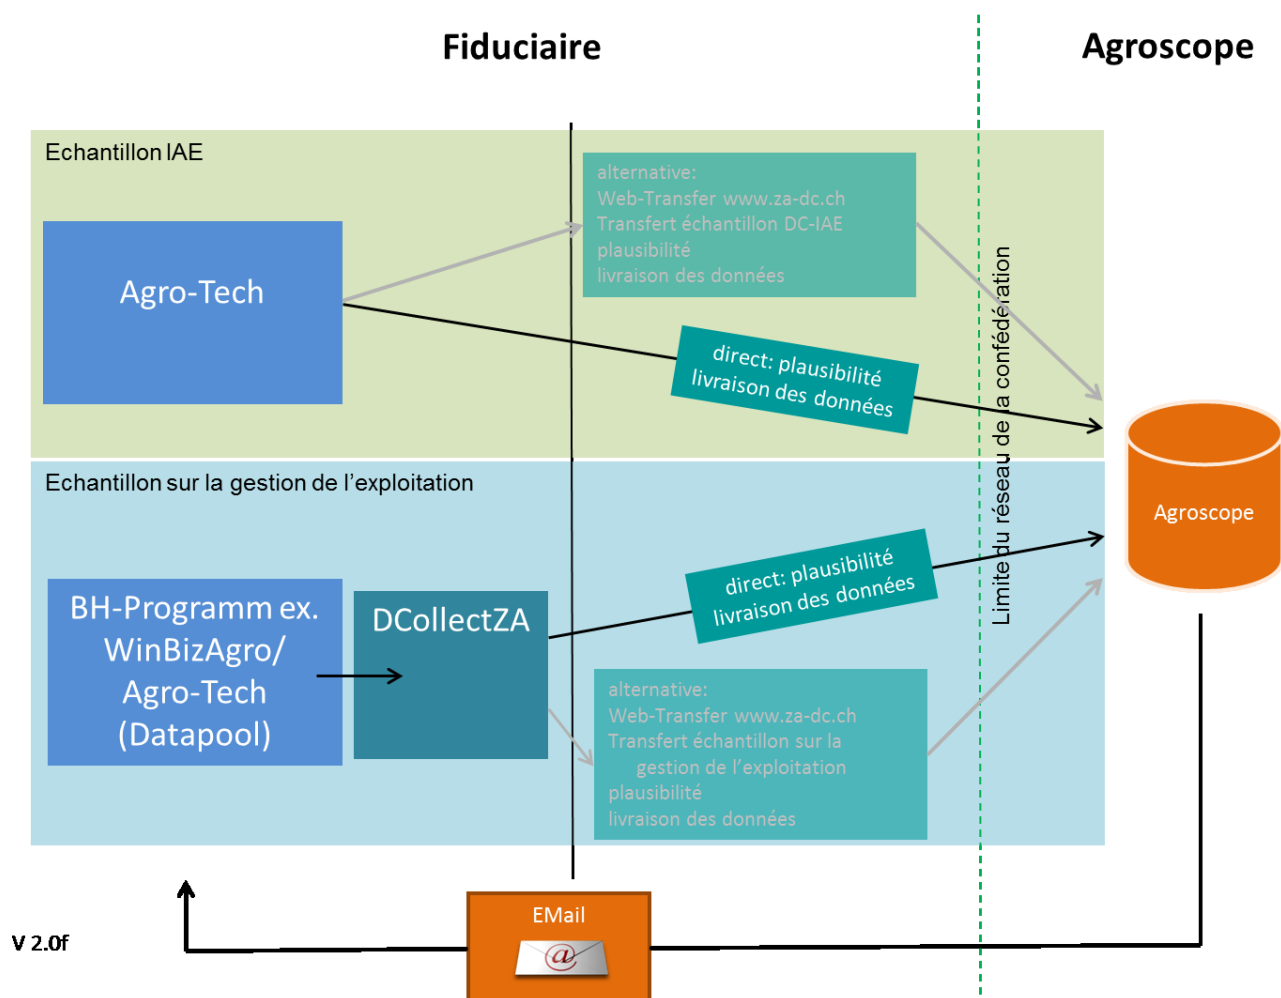 Fiduciaire
Agroscope
Echantillon IAE
Agro-Tech
alternative:
Web-Transfer www.za-dc.ch
Transfert échantillon DC-IAE
plausibilité
livraison des données
direct: plausibilité
livraison des données
Limite du réseau de la confédération
Agroscope
Echantillon sur la gestion de l’exploitation
BH-Programm ex.
WinBizAgro/
Agro-Tech
(Datapool)
DCollectZA
direct: plausibilité
livraison des données
alternative:
Web-Transfer www.za-dc.ch
Transfert échantillon sur la
gestion de l’exploitation
plausibilité
livraison des données
EMail
@
V 2.0f